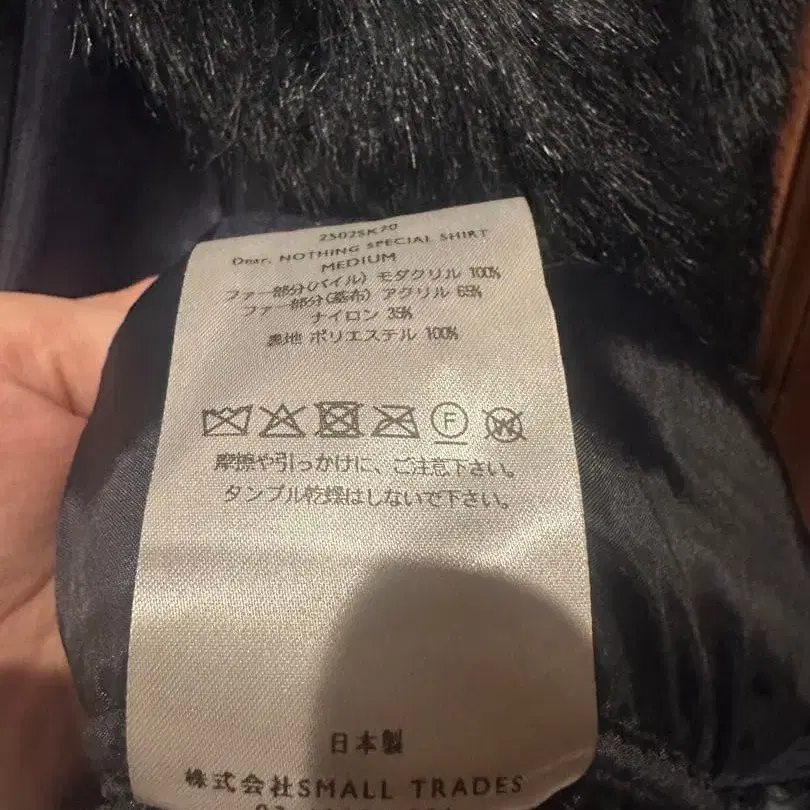 2502SK70
Dear, NOTHING SPECIAL SHIRT
MEDIUM
ファー部分(パイル) モダクリル 100%
ファー部分(基布) アクリル 65%
ナイロン 35%
裏地 ポリエステル 100%
F
W
摩擦や引っかけに、ご注意下さい。
タンブル乾燥はしないで下さい。
日本製
株式会社SMALL TRADES